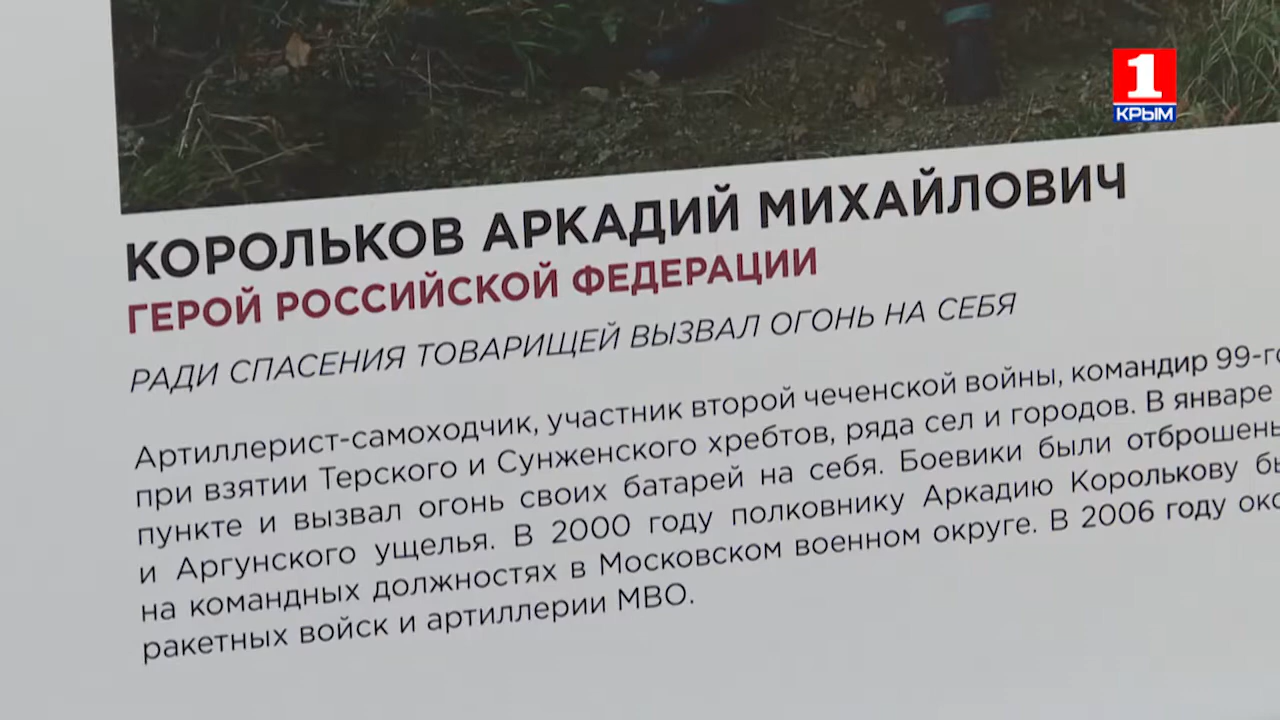 1
КРЫМ
КОРОЛЬКОВ АРКАДИЙ МИХАЙЛОВИЧ
ГЕРОЙ РОССИЙСКОЙ ФЕДЕРАЦИИ
РАДИ СПАСЕНИЯ ТОВАРИЩЕЙ ВЫЗВАЛ ОГОНЬ НА СЕБЯ
Артиллерист-самоходчик, участник второй чеченской войны, командир
при взятии Терского и Сунженского хребтов, ряда сел и городов. В январе
пункте и вызвал огонь своих батарей на себя. Боевики были
и Аргунского ущелья. В 2000 году полковнику Аркадию Королькову
на командных должностях в Московском военном округе. В 2006 году
ракетных войск и артиллерии МВО.